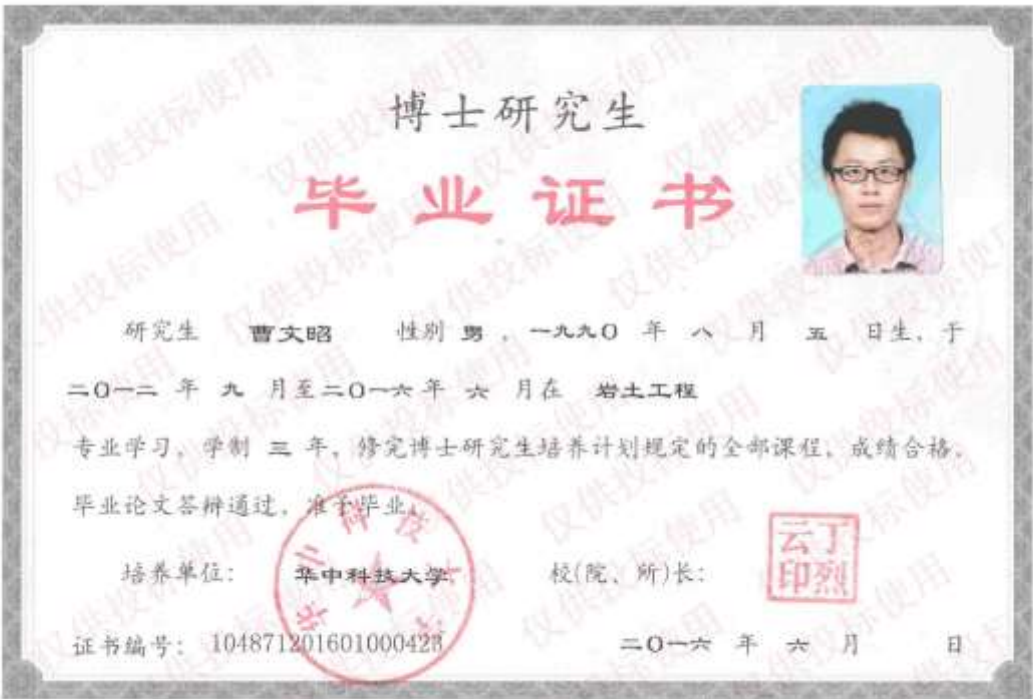 博士研究生
毕业证书
研究生 曹文昭 性别 男 ,一九九〇 年 八 月 五 日生,于
二〇一二 年 九 月至二〇一六年 六 月在 岩土工程
专业学习,学制 三 年,修完博士研究生培养计划规定的全部课程,成绩合格,
毕业论文答辩通过,准予毕业。
培养单位: 华中科技大学 校(院、所)长: 丁烈云印
证书编号: 104871201601000423 二〇一六 年 六 月 日
华中科技大学
仅供投标使用